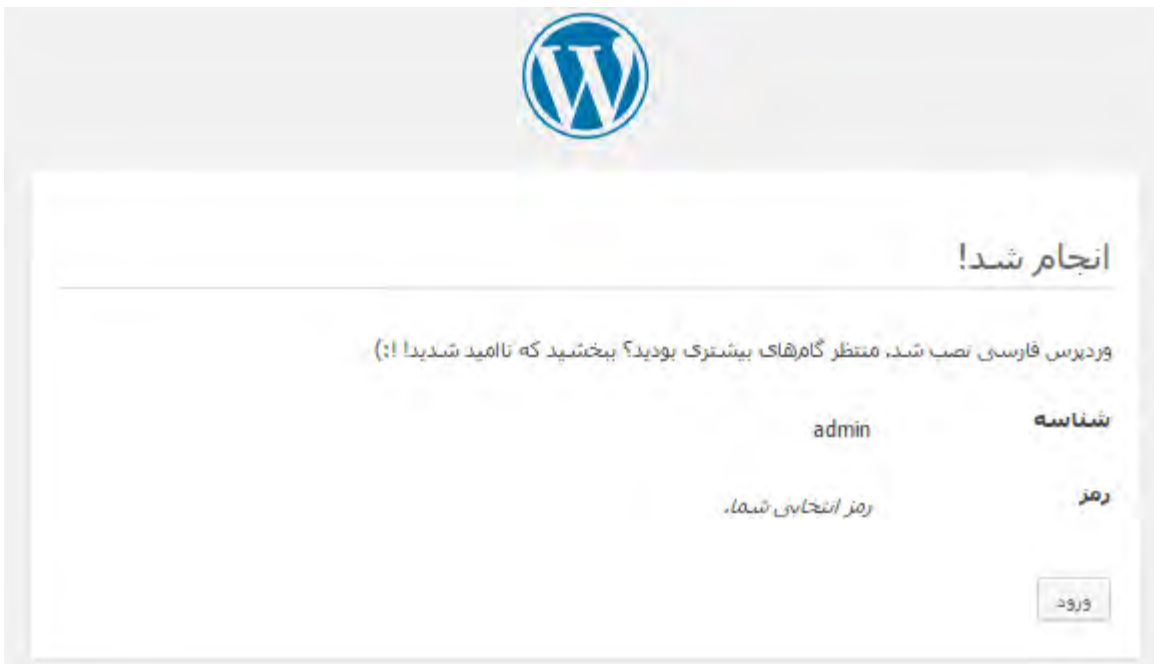 انجام شد!
وردپرس فارسی نصب شد. منتظر گام‌های بیشتری بودید؟ ببخشید که ناامید شدید! !:)
شناسه admin
رمز رمز انتخابی شما.
ورود